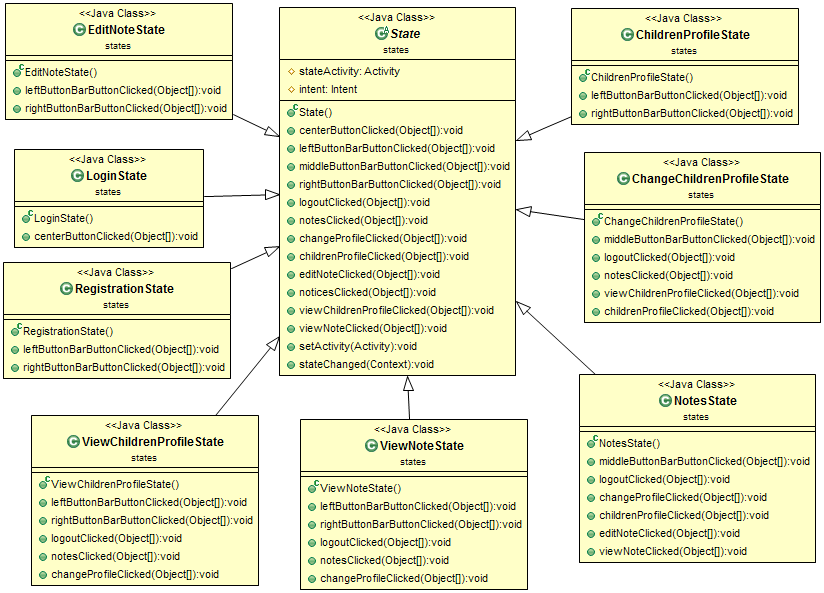 <<Java Class>>
EditNoteState
states
EditNoteState()
leftButtonBarButtonClicked(Object[]):void
rightButtonBarButtonClicked(Object[]):void
<<Java Class>>
State
states
stateActivity: Activity
intent: Intent
State()
centerButtonClicked(Object[]):void
leftButtonBarButtonClicked(Object[]):void
middleButtonBarButtonClicked(Object[]):void
rightButtonBarButtonClicked(Object[]):void
logoutClicked(Object[]):void
notesClicked(Object[]):void
changeProfileClicked(Object[]):void
childrenProfileClicked(Object[]):void
editNoteClicked(Object[]):void
noticesClicked(Object[]):void
viewChildrenProfileClicked(Object[]):void
viewNoteClicked(Object[]):void
setActivity(Activity):void
stateChanged(Context):void
<<Java Class>>
ChildrenProfileState
states
ChildrenProfileState()
leftButtonBarButtonClicked(Object[]):void
rightButtonBarButtonClicked(Object[]):void
<<Java Class>>
LoginState
states
LoginState()
centerButtonClicked(Object[]):void
<<Java Class>>
ChangeChildrenProfileState
states
ChangeChildrenProfileState()
middleButtonBarButtonClicked(Object[]):void
logoutClicked(Object[]):void
notesClicked(Object[]):void
viewChildrenProfileClicked(Object[]):void
childrenProfileClicked(Object[]):void
<<Java Class>>
RegistrationState
states
RegistrationState()
leftButtonBarButtonClicked(Object[]):void
rightButtonBarButtonClicked(Object[]):void
<<Java Class>>
ViewChildrenProfileState
states
ViewChildrenProfileState()
leftButtonBarButtonClicked(Object[]):void
rightButtonBarButtonClicked(Object[]):void
logoutClicked(Object[]):void
notesClicked(Object[]):void
changeProfileClicked(Object[]):void
<<Java Class>>
ViewNoteState
states
ViewNoteState()
leftButtonBarButtonClicked(Object[]):void
rightButtonBarButtonClicked(Object[]):void
logoutClicked(Object[]):void
notesClicked(Object[]):void
changeProfileClicked(Object[]):void
<<Java Class>>
NotesState
states
NotesState()
middleButtonBarButtonClicked(Object[]):void
logoutClicked(Object[]):void
changeProfileClicked(Object[]):void
childrenProfileClicked(Object[]):void
editNoteClicked(Object[]):void
viewNoteClicked(Object[]):void